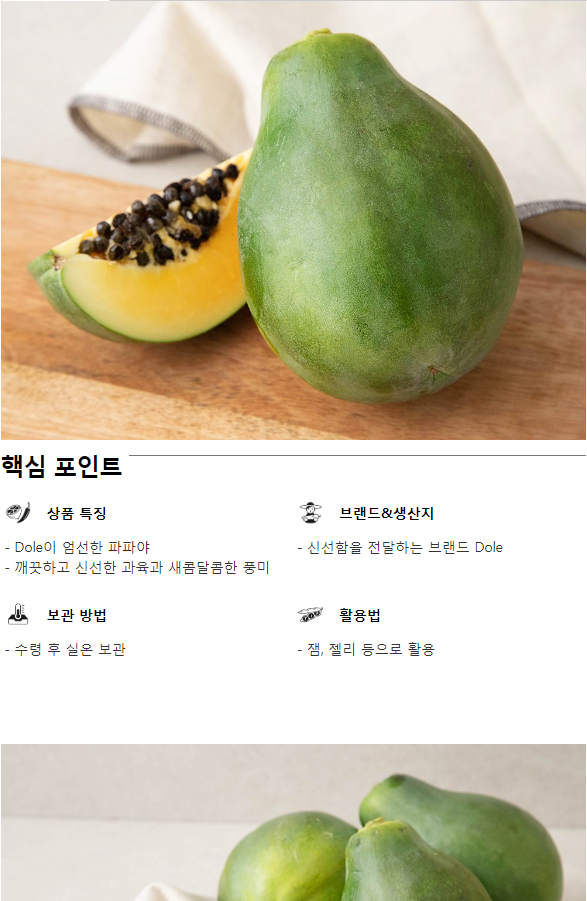 핵심 포인트
상품 특징
- Dole이 엄선한 파파야
- 깨끗하고 신선한 과육과 새콤달콤한 풍미
브랜드&생산지
- 신선함을 전달하는 브랜드 Dole
보관 방법
- 수령 후 실온 보관
활용법
- 잼, 젤리 등으로 활용